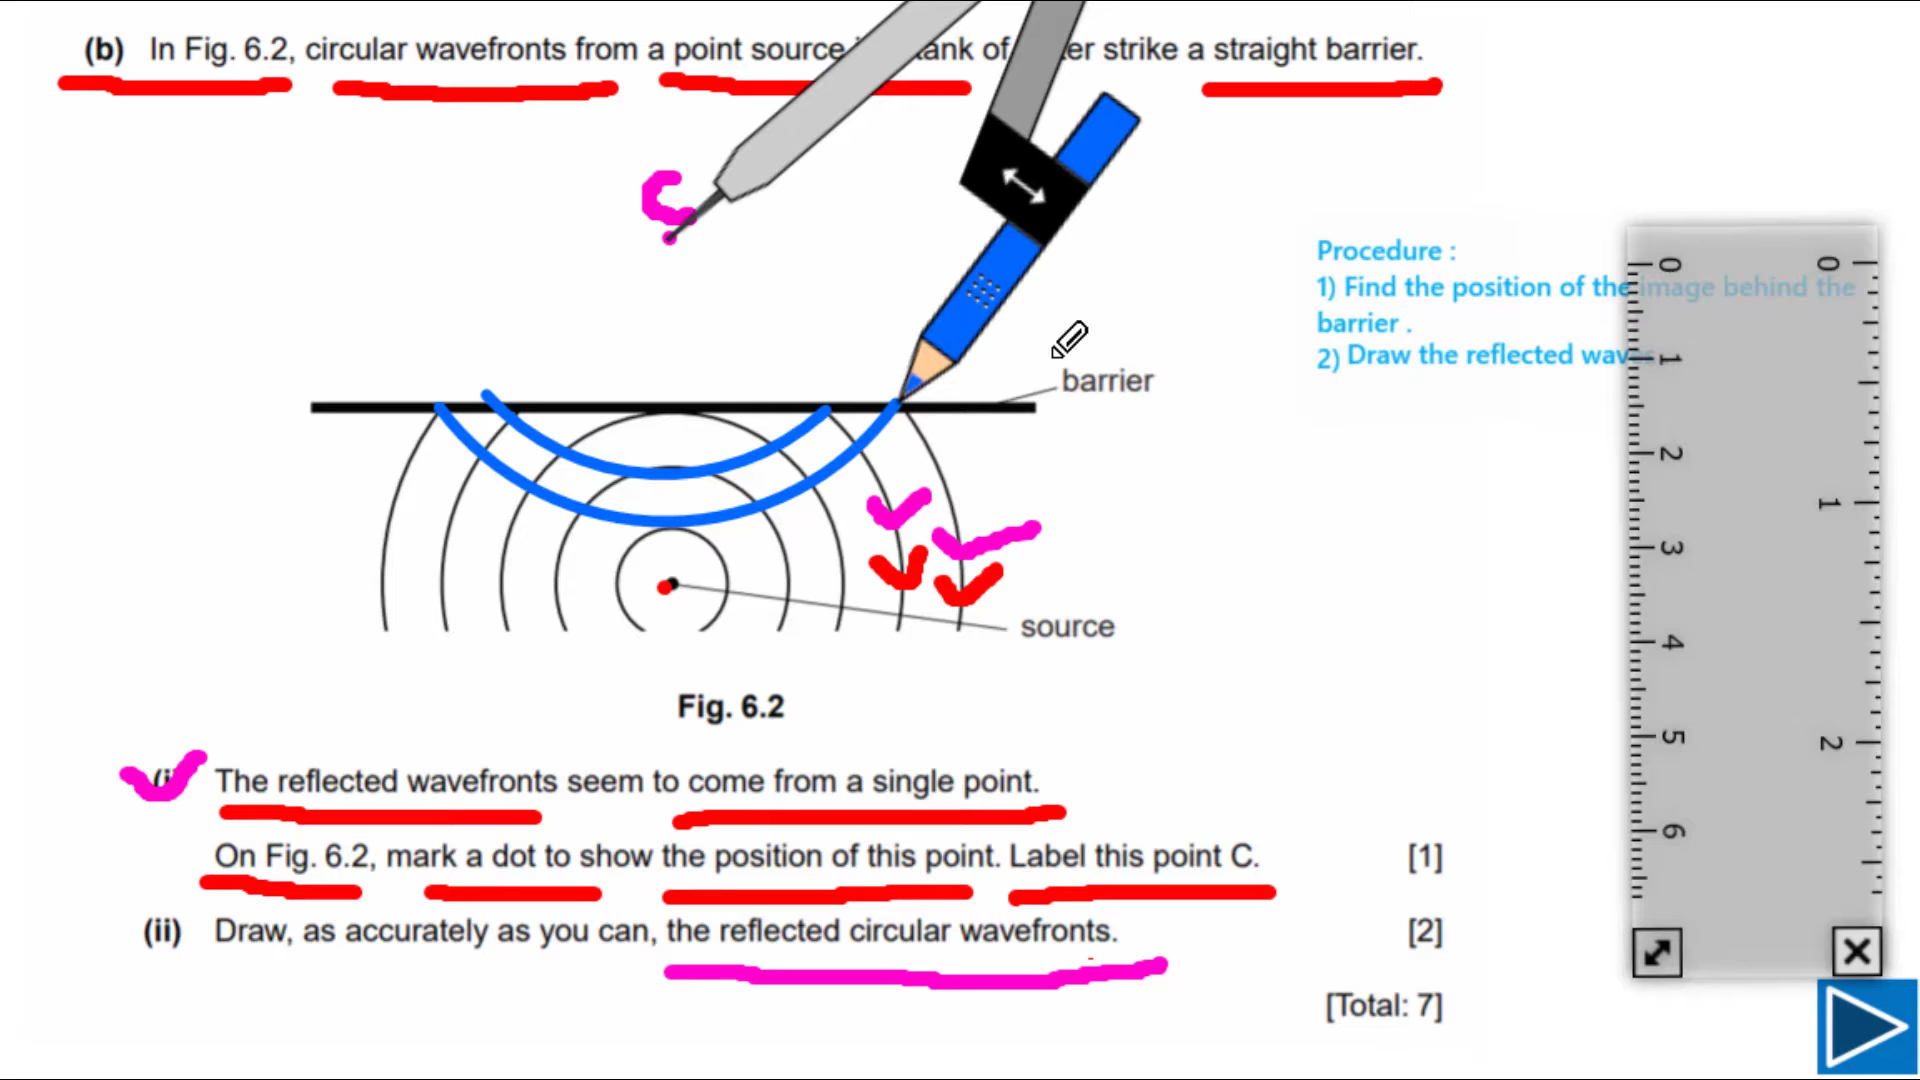 (b) In Fig. 6.2, circular wavefronts from a point source tank of er strike a straight barrier.
C
Procedure :
1) Find the position of the image behind the
barrier .
2) Draw the reflected waves
barrier
source
Fig. 6.2
(i) The reflected wavefronts seem to come from a single point.
On Fig. 6.2, mark a dot to show the position of this point. Label this point C. [1]
(ii) Draw, as accurately as you can, the reflected circular wavefronts. [2]
[Total: 7]
0 0
1
2
1
3
4
5
2
6